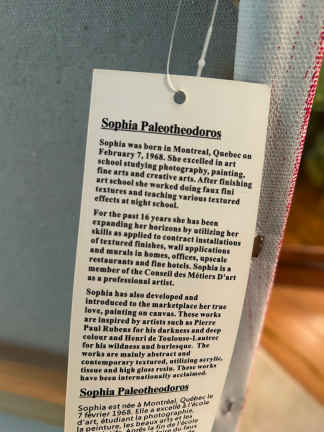 Sophia Paleotheodoros
Sophia was born in Montreal, Quebec on
February 7, 1968. She excelled in art
school studying photography, painting,
fine arts and creative arts. After finishing
art school she worked doing faux fini
textures and teaching various textured
effects at night school.
For the past 16 years she has been
expanding her horizons by utilizing her
skills as applied to contract installations
of textured finishes, wall applications
and murals in homes, offices, upscale
restaurants and fine hotels. Sophia is a
member of the Conseil des Métiers D'art
as a professional artist.
Sophia has also developed and
introduced to the marketplace her true
love, painting on canvas. These works
are inspired by artists such as Pierre
Paul Rubens for his darkness and deep
colour and Henri de Toulouse-Lautrec
for his wildness and burlesque. The
works are mainly abstract and
contemporary textured, utilizing acrylic,
tissue and high gloss resin. These works
have been internationally acclaimed.
Sophia Paleotheodoros
Sophia est née à Montréal, Québec le
7 février 1968. Elle a excellé à l'école
d'art, étudiant la photographie,
la peinture, les beaux arts et les
Après la fin de l'école
faire du faux